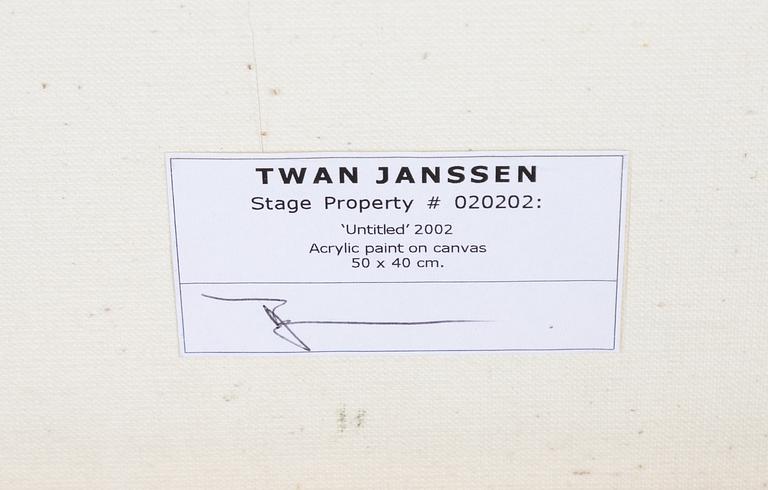 TWAN JANSSEN
Stage Property # 020202:
‘Untitled’ 2002
Acrylic paint on canvas
50 x 40 cm.